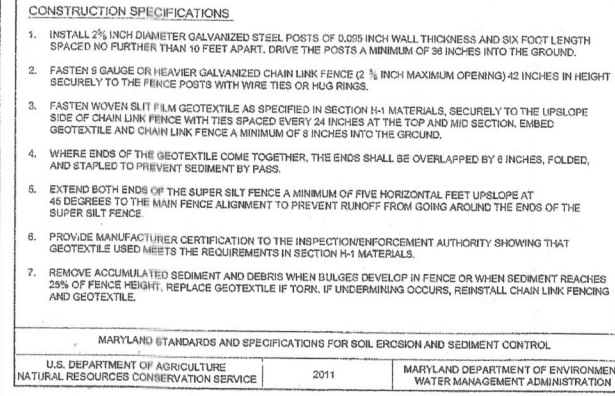 CONSTRUCTION SPECIFICATIONS
1. INSTALL 2⅜ INCH DIAMETER GALVANIZED STEEL POSTS OF 0.095 INCH WALL THICKNESS AND SIX FOOT LENGTH
SPACED NO FURTHER THAN 10 FEET APART. DRIVE THE POSTS A MINIMUM OF 36 INCHES INTO THE GROUND.
2. FASTEN 9 GAUGE OR HEAVIER GALVANIZED CHAIN LINK FENCE (2 ⅜ INCH MAXIMUM OPENING) 42 INCHES IN HEIGHT
SECURELY TO THE FENCE POSTS WITH WIRE TIES OR HUG RINGS.
3. FASTEN WOVEN SLIT FILM GEOTEXTILE AS SPECIFIED IN SECTION H-1 MATERIALS, SECURELY TO THE UPSLOPE
SIDE OF CHAIN LINK FENCE WITH TIES SPACED EVERY 24 INCHES AT THE TOP AND MID SECTION. EMBED
GEOTEXTILE AND CHAIN LINK FENCE A MINIMUM OF 8 INCHES INTO THE GROUND.
4. WHERE ENDS OF THE GEOTEXTILE COME TOGETHER, THE ENDS SHALL BE OVERLAPPED BY 6 INCHES, FOLDED,
AND STAPLED TO PREVENT SEDIMENT BY PASS.
5. EXTEND BOTH ENDS OF THE SUPER SILT FENCE A MINIMUM OF FIVE HORIZONTAL FEET UPSLOPE AT
45 DEGREES TO THE MAIN FENCE ALIGNMENT TO PREVENT RUNOFF FROM GOING AROUND THE ENDS OF THE
SUPER SILT FENCE.
6. PROVIDE MANUFACTURER CERTIFICATION TO THE INSPECTION/ENFORCEMENT AUTHORITY SHOWING THAT
GEOTEXTILE USED MEETS THE REQUIREMENTS IN SECTION H-1 MATERIALS.
7. REMOVE ACCUMULATED SEDIMENT AND DEBRIS WHEN BULGES DEVELOP IN FENCE OR WHEN SEDIMENT REACHES
25% OF FENCE HEIGHT. REPLACE GEOTEXTILE IF TORN. IF UNDERMINING OCCURS, REINSTALL CHAIN LINK FENCING
AND GEOTEXTILE.
MARYLAND STANDARDS AND SPECIFICATIONS FOR SOIL EROSION AND SEDIMENT CONTROL
U.S. DEPARTMENT OF AGRICULTURE
NATURAL RESOURCES CONSERVATION SERVICE
2011
MARYLAND DEPARTMENT OF ENVIRONMEN
WATER MANAGEMENT ADMINISTRATION